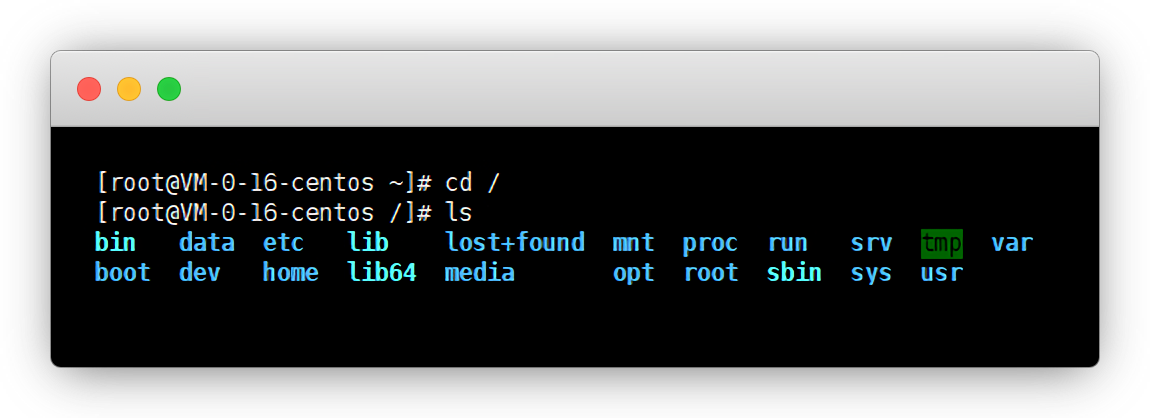 [root@VM-0-16-centos ~]# cd /
[root@VM-0-16-centos /]# ls
bin   data  etc   lib    lost+found  mnt  proc  run   srv  tmp  var
boot  dev   home  lib64  media       opt  root  sbin  sys  usr